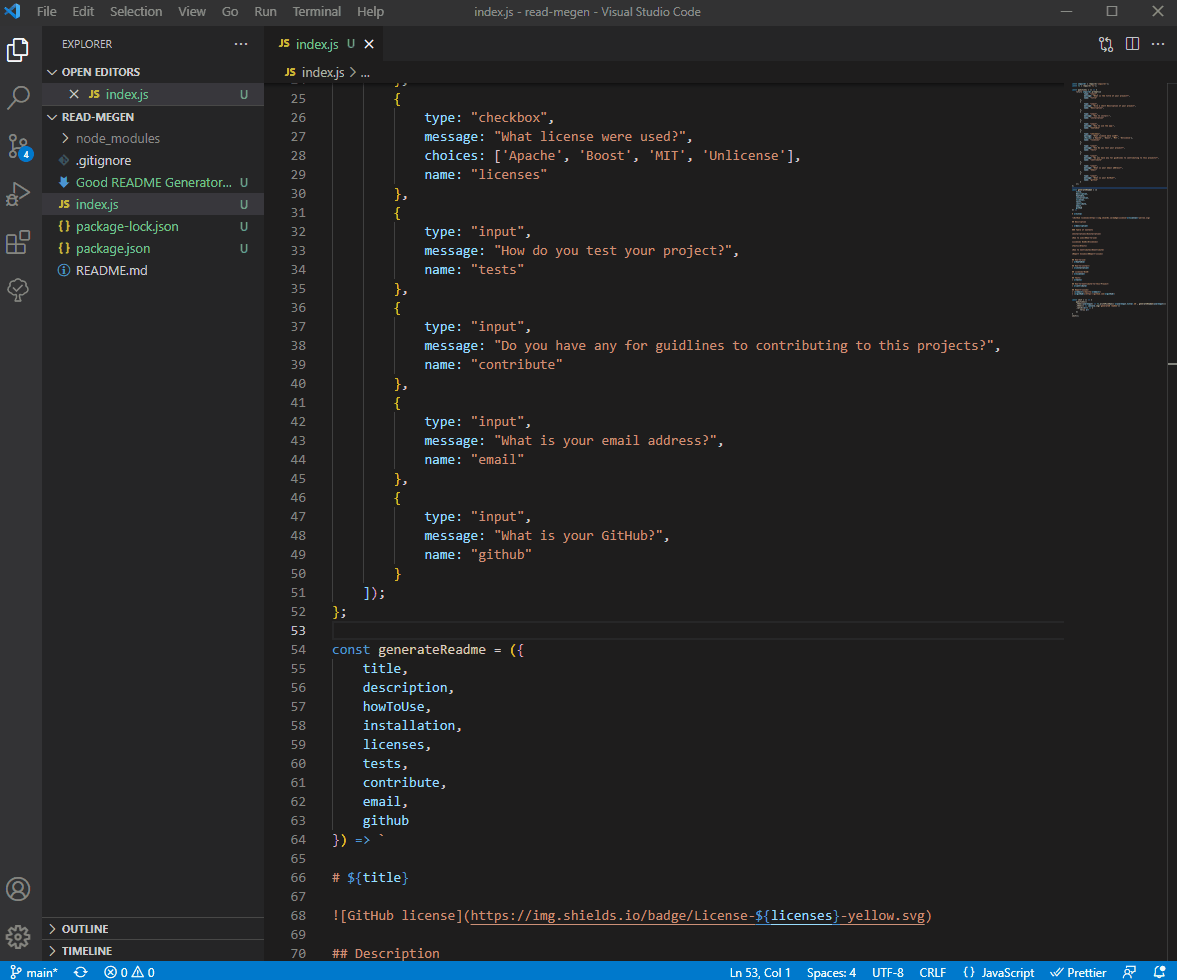 File Edit Selection View Go Run Terminal Help index.js - read-megen - Visual Studio Code
EXPLORER
OPEN EDITORS
JS index.js U
READ-MEGEN
node_modules
.gitignore
Good README Generator... U
JS index.js U
{} package-lock.json U
{} package.json U
README.md
OUTLINE
TIMELINE
4
JS index.js U
JS index.js > ...
25 {
26 type: "checkbox",
27 message: "What license were used?",
28 choices: ['Apache', 'Boost', 'MIT', 'Unlicense'],
29 name: "licenses"
30 },
31 {
32 type: "input",
33 message: "How do you test your project?",
34 name: "tests"
35 },
36 {
37 type: "input",
38 message: "Do you have any for guidlines to contributing to this projects?",
39 name: "contribute"
40 },
41 {
42 type: "input",
43 message: "What is your email address?",
44 name: "email"
45 },
46 {
47 type: "input",
48 message: "What is your GitHub?",
49 name: "github"
50 }
51 ]);
52 };
53
54 const generateReadme = ({
55 title,
56 description,
57 howToUse,
58 installation,
59 licenses,
60 tests,
61 contribute,
62 email,
63 github
64 }) => `
65
66 # ${title}
67
68 ![GitHub license](https://img.shields.io/badge/License-${licenses}-yellow.svg)
69
70 ## Description
main* 0 0 Ln 53, Col 1 Spaces: 4 UTF-8 CRLF {} JavaScript Prettier